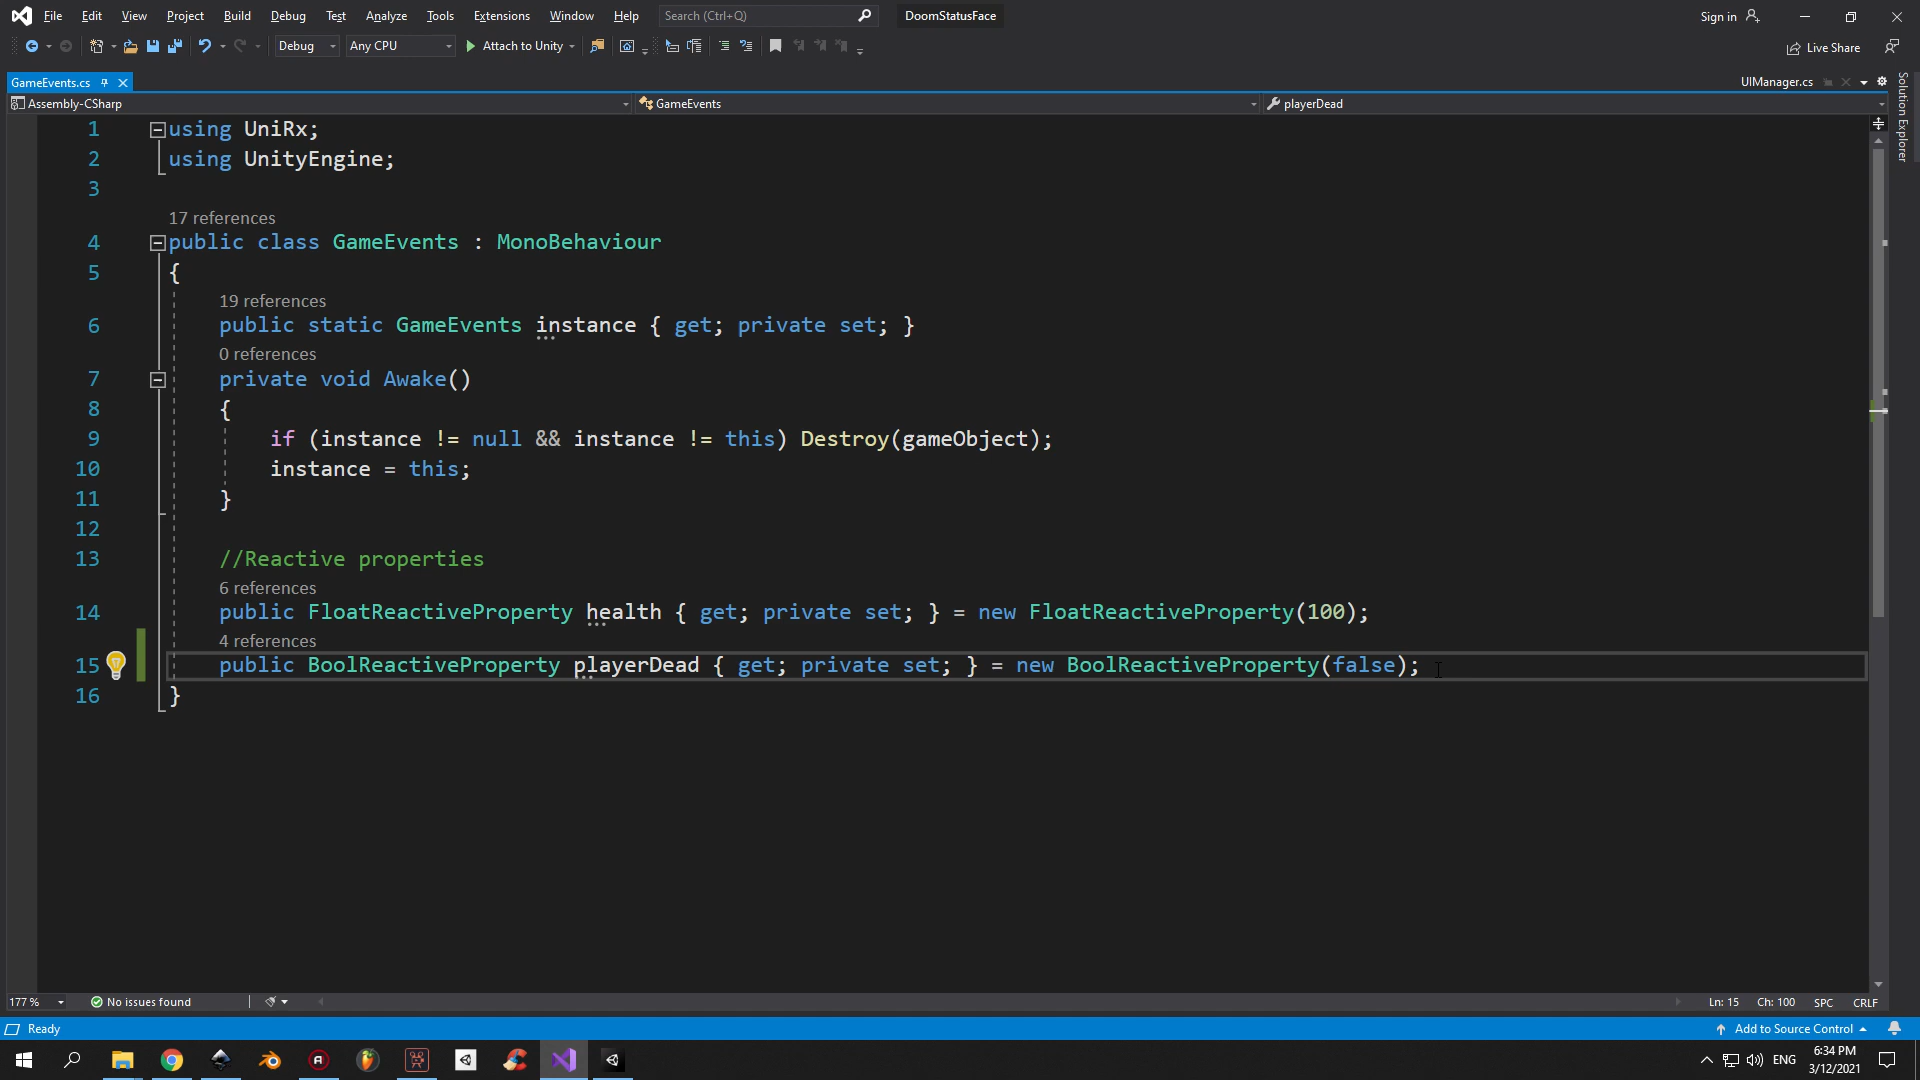 File Edit View Project Build Debug Test Analyze Tools Extensions Window Help Search (Ctrl+Q) DoomStatusFace Sign in
Debug Any CPU Attach to Unity Live Share
GameEvents.cs UIManager.cs
Assembly-CSharp GameEvents playerDead
Solution Explorer
1 using UniRx;
2 using UnityEngine;
3
17 references
4 public class GameEvents : MonoBehaviour
5 {
19 references
6 public static GameEvents instance { get; private set; }
0 references
7 private void Awake()
8 {
9 if (instance != null && instance != this) Destroy(gameObject);
10 instance = this;
11 }
12
13 //Reactive properties
6 references
14 public FloatReactiveProperty health { get; private set; } = new FloatReactiveProperty(100);
4 references
15 public BoolReactiveProperty playerDead { get; private set; } = new BoolReactiveProperty(false);
16 }
177 % No issues found Ln: 15 Ch: 100 SPC CRLF
Ready Add to Source Control
ENG 6:34 PM
3/12/2021